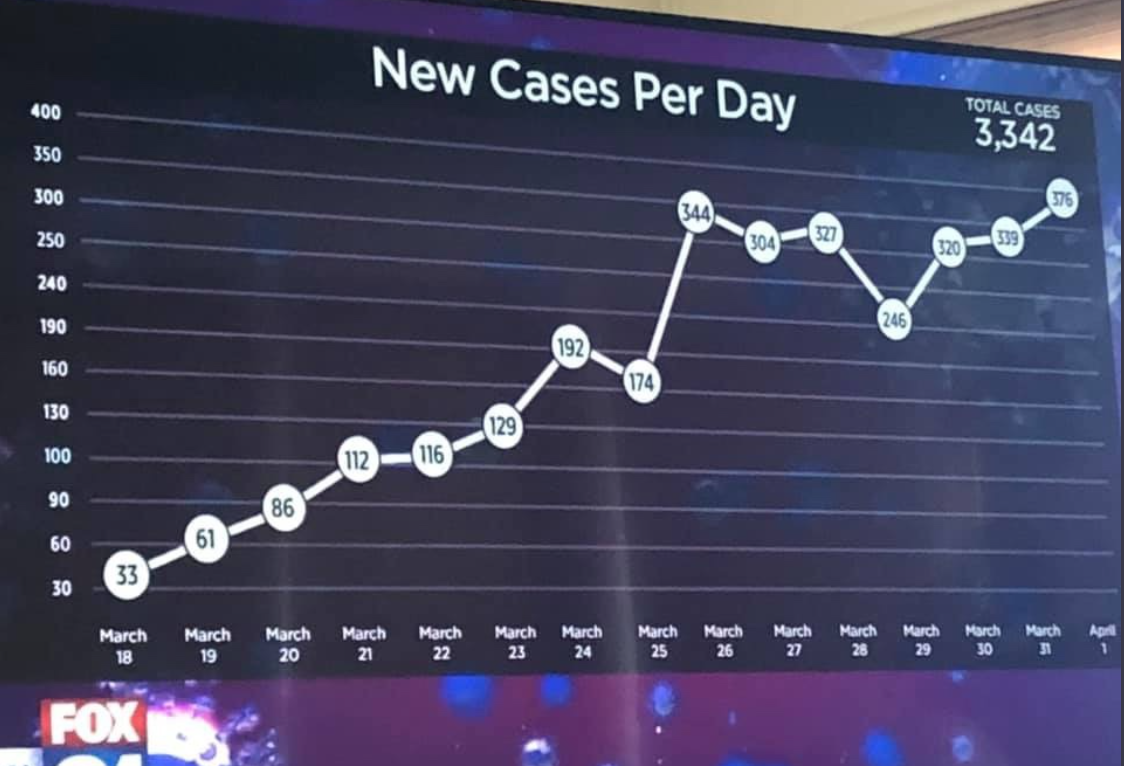 New Cases Per Day
TOTAL CASES
3,342
400
350
300
250
240
190
160
130
100
90
60
30
33
61
86
112
116
129
192
174
344
304
327
246
320
339
376
March 18
March 19
March 20
March 21
March 22
March 23
March 24
March 25
March 26
March 27
March 28
March 29
March 30
March 31
April 1
FOX